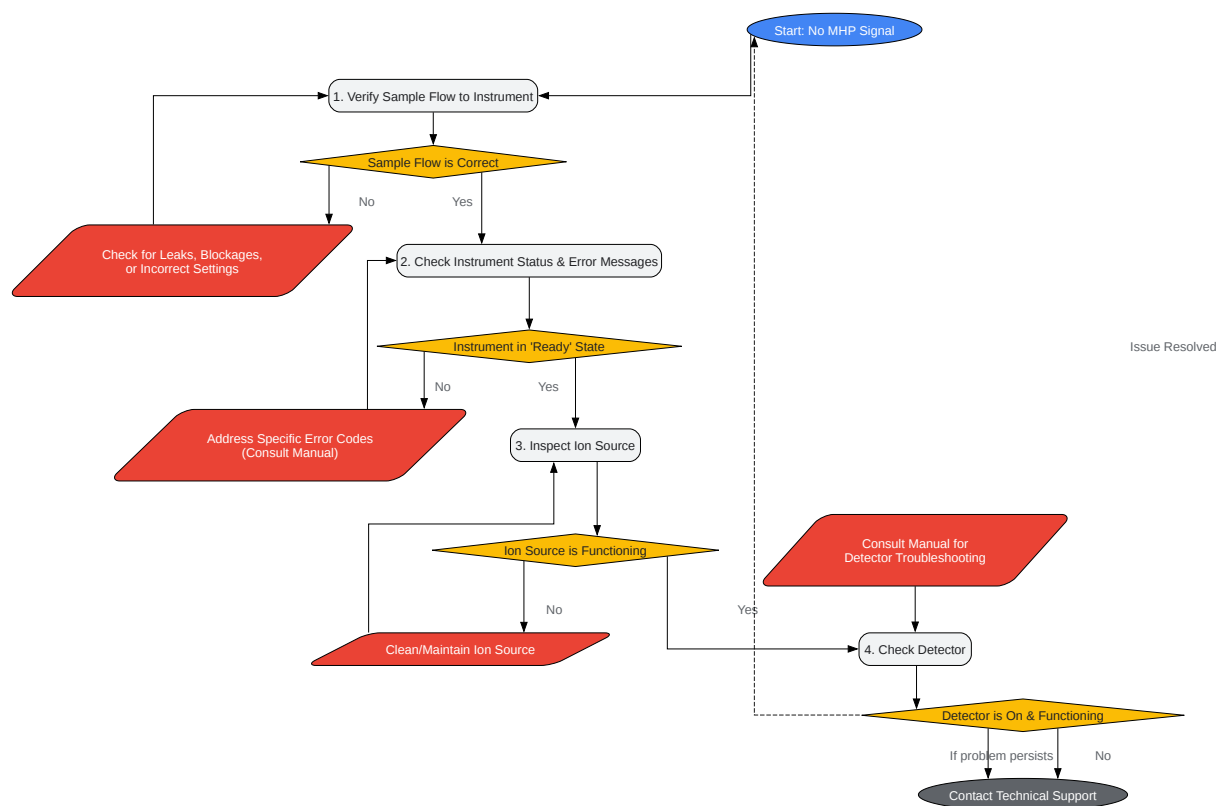 Start: No MHP Signal
1. Verify Sample Flow to Instrument
Sample Flow is Correct
No
Yes
Check for Leaks, Blockages,
or Incorrect Settings
2. Check Instrument Status & Error Messages
Instrument in 'Ready' State
Issue Resolved
No
Yes
Address Specific Error Codes
(Consult Manual)
3. Inspect Ion Source
Ion Source is Functioning
Consult Manual for
Detector Troubleshooting
No
Yes
Clean/Maintain Ion Source
4. Check Detector
Detector is On & Functioning
If problem persists
No
Contact Technical Support